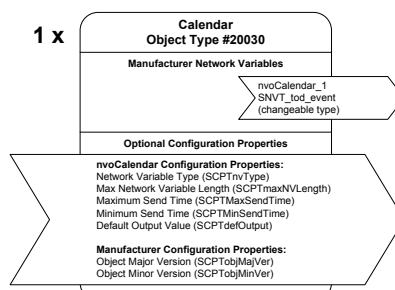 1 x
Calendar
Object Type #20030
Manufacturer Network Variables
nvoCalendar_1
SNVT_tod_event
(changeable type)
Optional Configuration Properties
nvoCalendar Configuration Properties:
Network Variable Type (SCPTnvType)
Max Network Variable Length (SCPTmaxNVLength)
Maximum Send Time (SCPTMaxSendTime)
Minimum Send Time (SCPTMinSendTime)
Default Output Value (SCPTdefOutput)
Manufacturer Configuration Properties:
Object Major Version (SCPTobjMajVer)
Object Minor Version (SCPTobjMinVer)